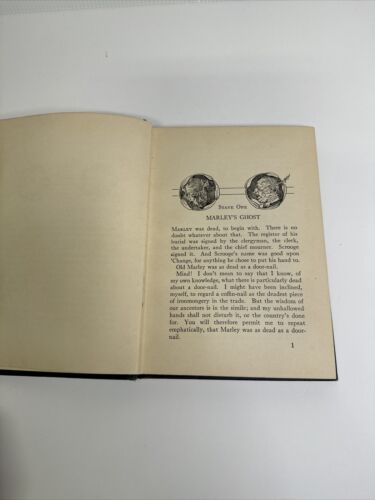 Stave One
MARLEY'S GHOST
Marley was dead, to begin with. There is no
doubt whatever about that. The register of his
burial was signed by the clergyman, the clerk,
the undertaker, and the chief mourner. Scrooge
signed it. And Scrooge's name was good upon
'Change, for anything he chose to put his hand to.
Old Marley was as dead as a door-nail.
Mind! I don't mean to say that I know, of
my own knowledge, what there is particularly dead
about a door-nail. I might have been inclined,
myself, to regard a coffin-nail as the deadest piece
of ironmongery in the trade. But the wisdom of
our ancestors is in the simile; and my unhallowed
hands shall not disturb it, or the country's done
for. You will therefore permit me to repeat
emphatically, that Marley was as dead as a door-
nail.
1